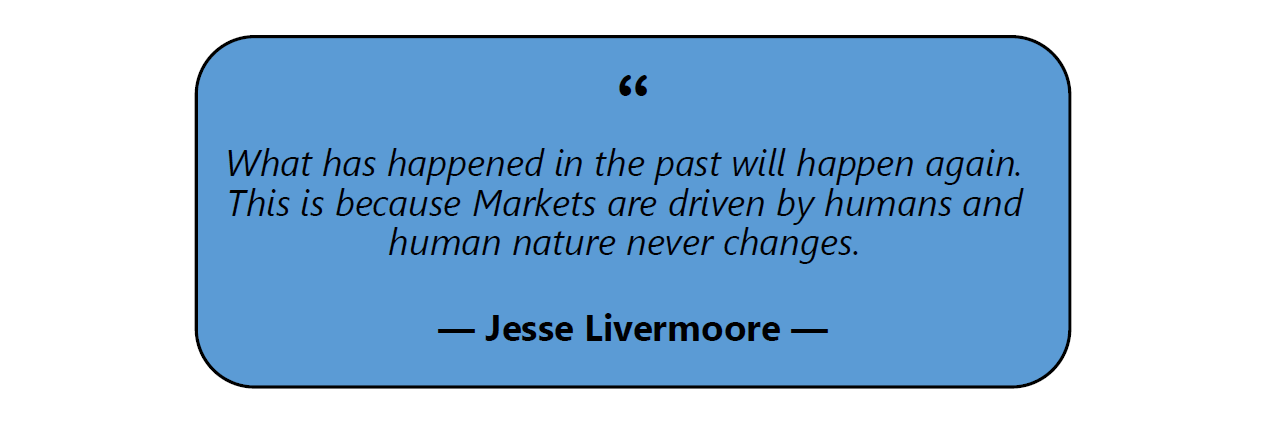 “
What has happened in the past will happen again.
This is because Markets are driven by humans and
human nature never changes.
— Jesse Livermoore —